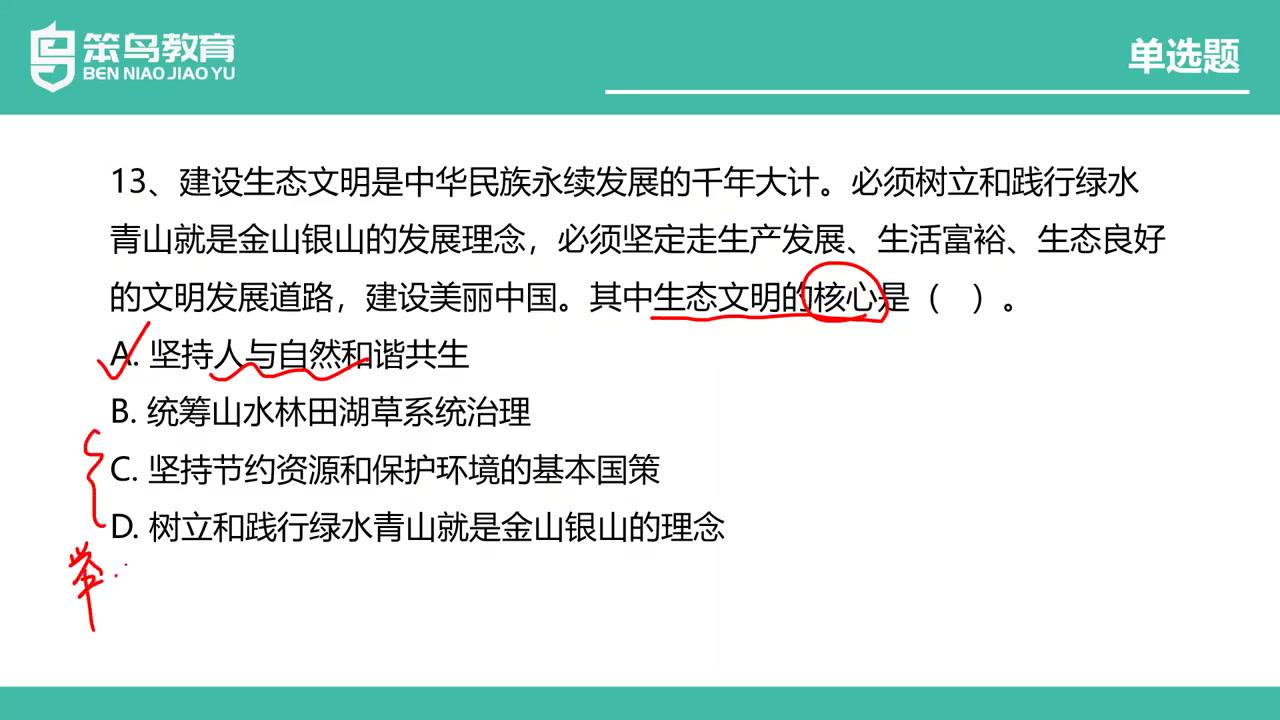 笨鸟教育
BEN NIAO JIAO YU
单选题
13、建设生态文明是中华民族永续发展的千年大计。必须树立和践行绿水
青山就是金山银山的发展理念，必须坚定走生产发展、生活富裕、生态良好
的文明发展道路，建设美丽中国。其中生态文明的核心是（ ）。
A. 坚持人与自然和谐共生
B. 统筹山水林田湖草系统治理
C. 坚持节约资源和保护环境的基本国策
D. 树立和践行绿水青山就是金山银山的理念